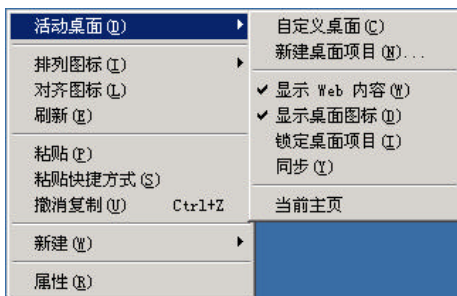 活动桌面(D)
排列图标(I)
对齐图标(L)
刷新(E)
粘贴(P)
粘贴快捷方式(S)
撤消复制(U) Ctrl+Z
新建(W)
属性(R)
自定义桌面(C)
新建桌面项目(N)...
显示 Web 内容(W)
显示桌面图标(D)
锁定桌面项目(I)
同步(Y)
当前主页